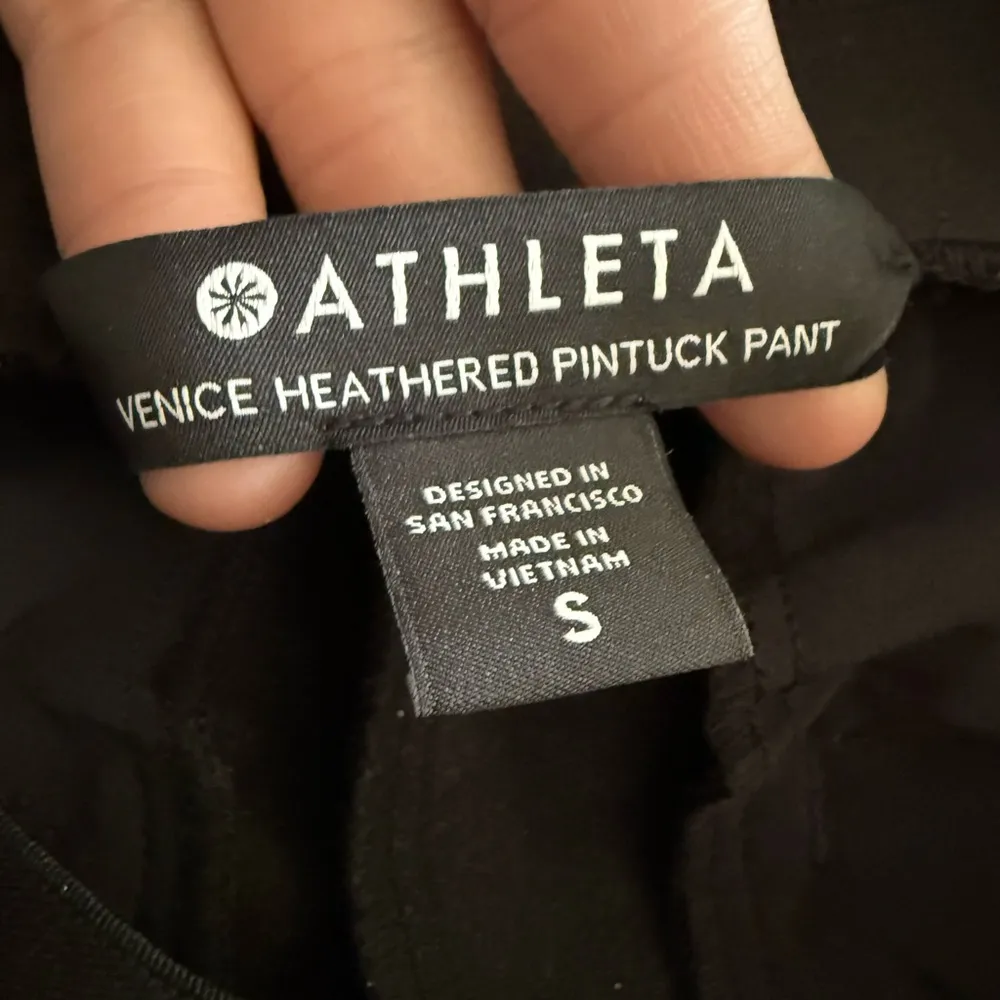 ATHLETA
VENICE HEATHERED PINTUCK PANT
DESIGNED IN
SAN FRANCISCO
MADE IN
VIETNAM
S